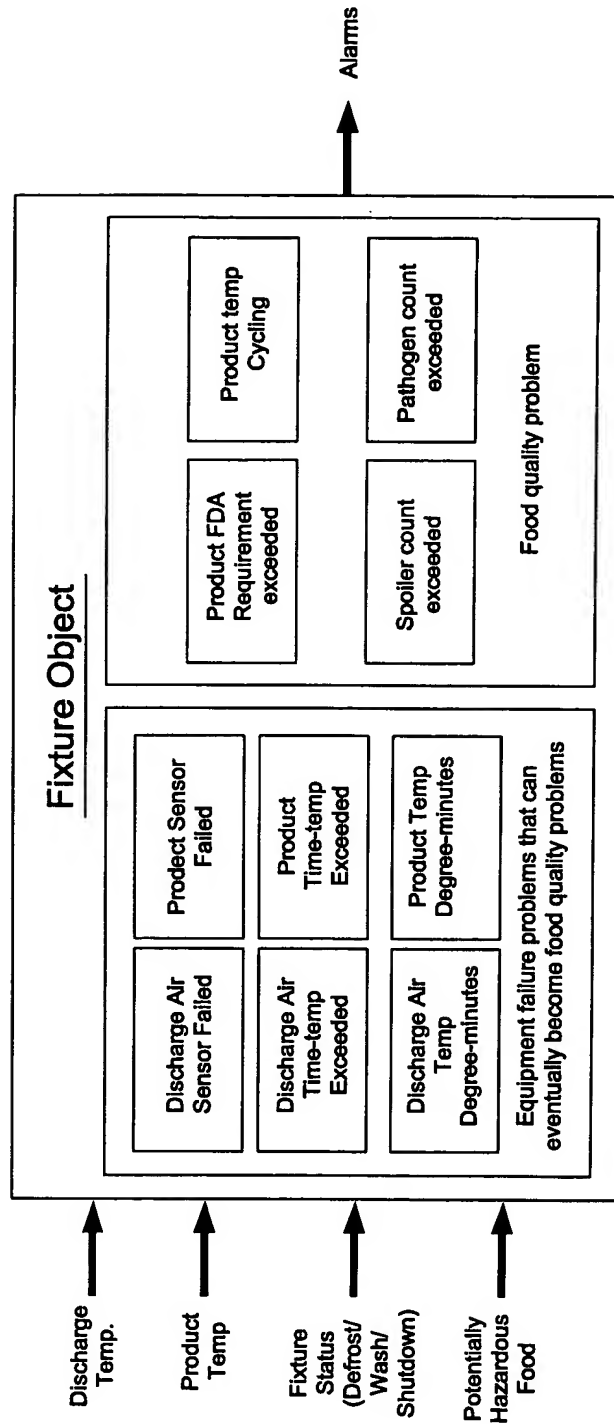 Fixture Object
Discharge
Temp.
Product
Temp
Fixture
Status
(Defrost/
Wash/
Shutdown)
Potentially
Hazardous
Food
Discharge Air
Sensor Failed
Prodect Sensor
Failed
Discharge Air
Time-temp
Exceeded
Product
Time-temp
Exceeded
Discharge Air
Temp
Degree-minutes
Product Temp
Degree-minutes
Equipment failure problems that can
eventually become food quality problems
Product FDA
Requirement
exceeded
Product temp
Cycling
Spoiler count
exceeded
Pathogen count
exceeded
Food quality problem
Alarms